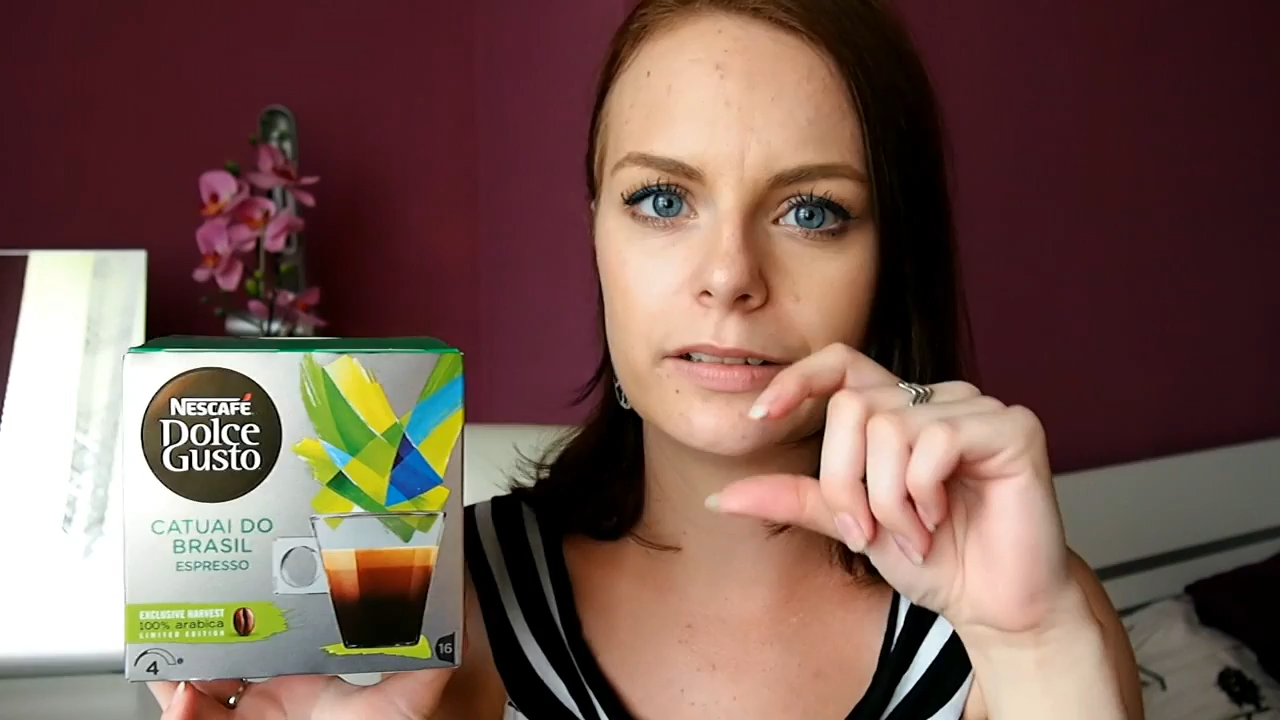 NESCAFÉ
Dolce
Gusto
CATUAI DO
BRASIL
ESPRESSO
EXCLUSIVE HARVEST
100% arabica
LIMITED EDITION
4
16